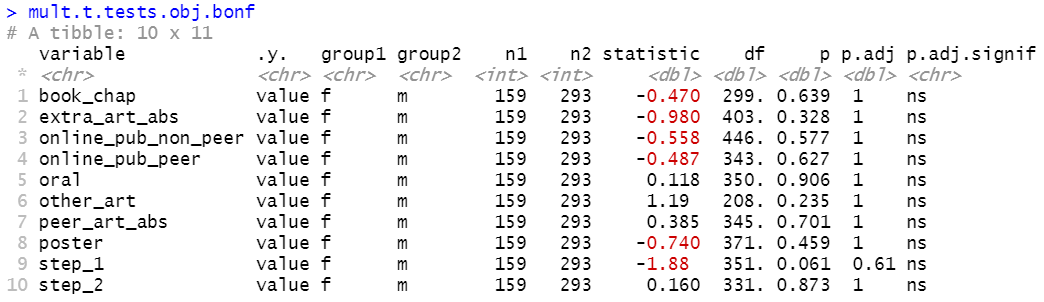 > mult.t.tests.obj.bonf
# A tibble: 10 x 11
   variable            .y.   group1 group2    n1    n2 statistic    df     p p.adj p.adj.signif
 * <chr>               <chr> <chr>  <chr>  <int> <int>     <dbl> <dbl> <dbl> <dbl> <chr>
 1 book_chap           value f      m        159   293    -0.470  299. 0.639  1    ns
 2 extra_art_abs       value f      m        159   293    -0.980  403. 0.328  1    ns
 3 online_pub_non_peer value f      m        159   293    -0.558  446. 0.577  1    ns
 4 online_pub_peer     value f      m        159   293    -0.487  343. 0.627  1    ns
 5 oral                value f      m        159   293     0.118  350. 0.906  1    ns
 6 other_art           value f      m        159   293     1.19   208. 0.235  1    ns
 7 peer_art_abs        value f      m        159   293     0.385  345. 0.701  1    ns
 8 poster              value f      m        159   293    -0.740  371. 0.459  1    ns
 9 step_1              value f      m        159   293    -1.88   351. 0.061  0.61 ns
10 step_2              value f      m        159   293     0.160  331. 0.873  1    ns